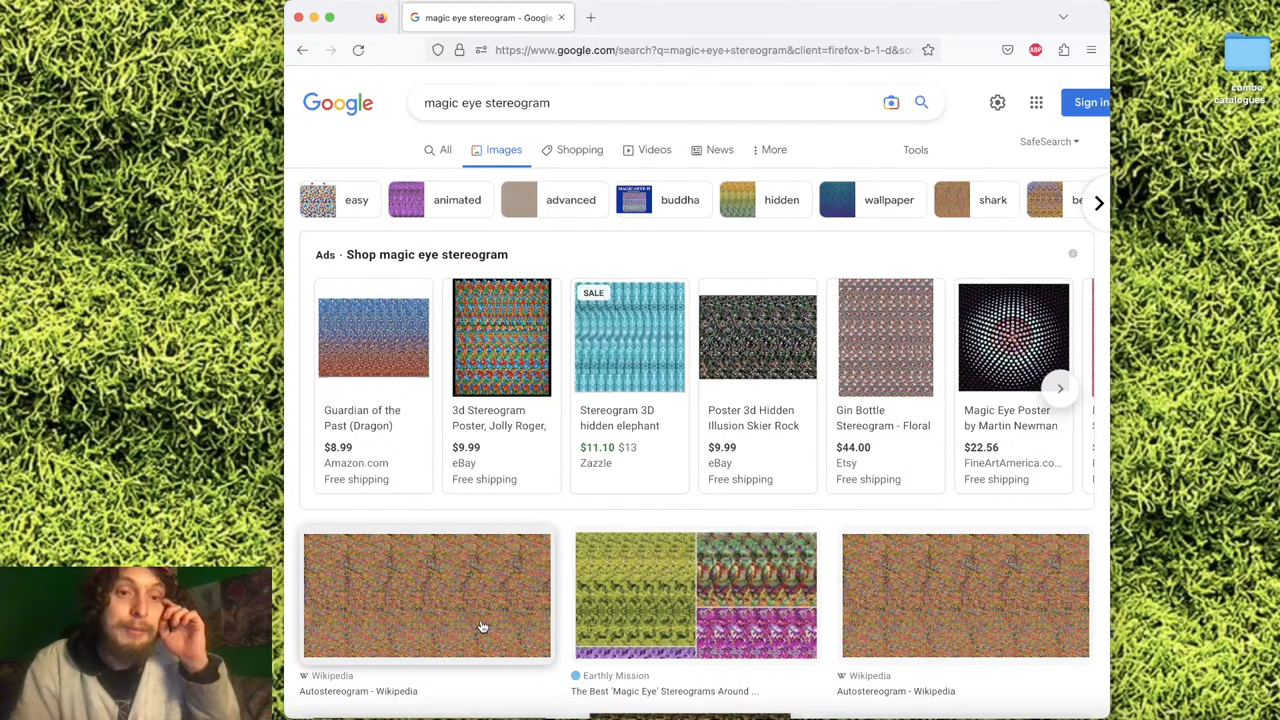 magic eye stereogram - Google
https://www.google.com/search?q=magic+eye+stereogram&client=firefox-b-1-d&sou
ABP
combo
catalogues
Google
magic eye stereogram
Sign in
All
Images
Shopping
Videos
News
More
Tools
SafeSearch
easy
animated
advanced
buddha
hidden
wallpaper
shark
be
Ads · Shop magic eye stereogram
SALE
Guardian of the
Past (Dragon)
$8.99
Amazon.com
Free shipping
3d Stereogram
Poster, Jolly Roger,
$9.99
eBay
Free shipping
Stereogram 3D
hidden elephant
$11.10 $13
Zazzle
Poster 3d Hidden
Illusion Skier Rock
$9.99
eBay
Free shipping
Gin Bottle
Stereogram - Floral
$44.00
Etsy
Free shipping
Magic Eye Poster
by Martin Newman
$22.56
FineArtAmerica.co...
Free shipping
W Wikipedia
Autostereogram - Wikipedia
Earthly Mission
The Best 'Magic Eye' Stereograms Around ...
W Wikipedia
Autostereogram - Wikipedia